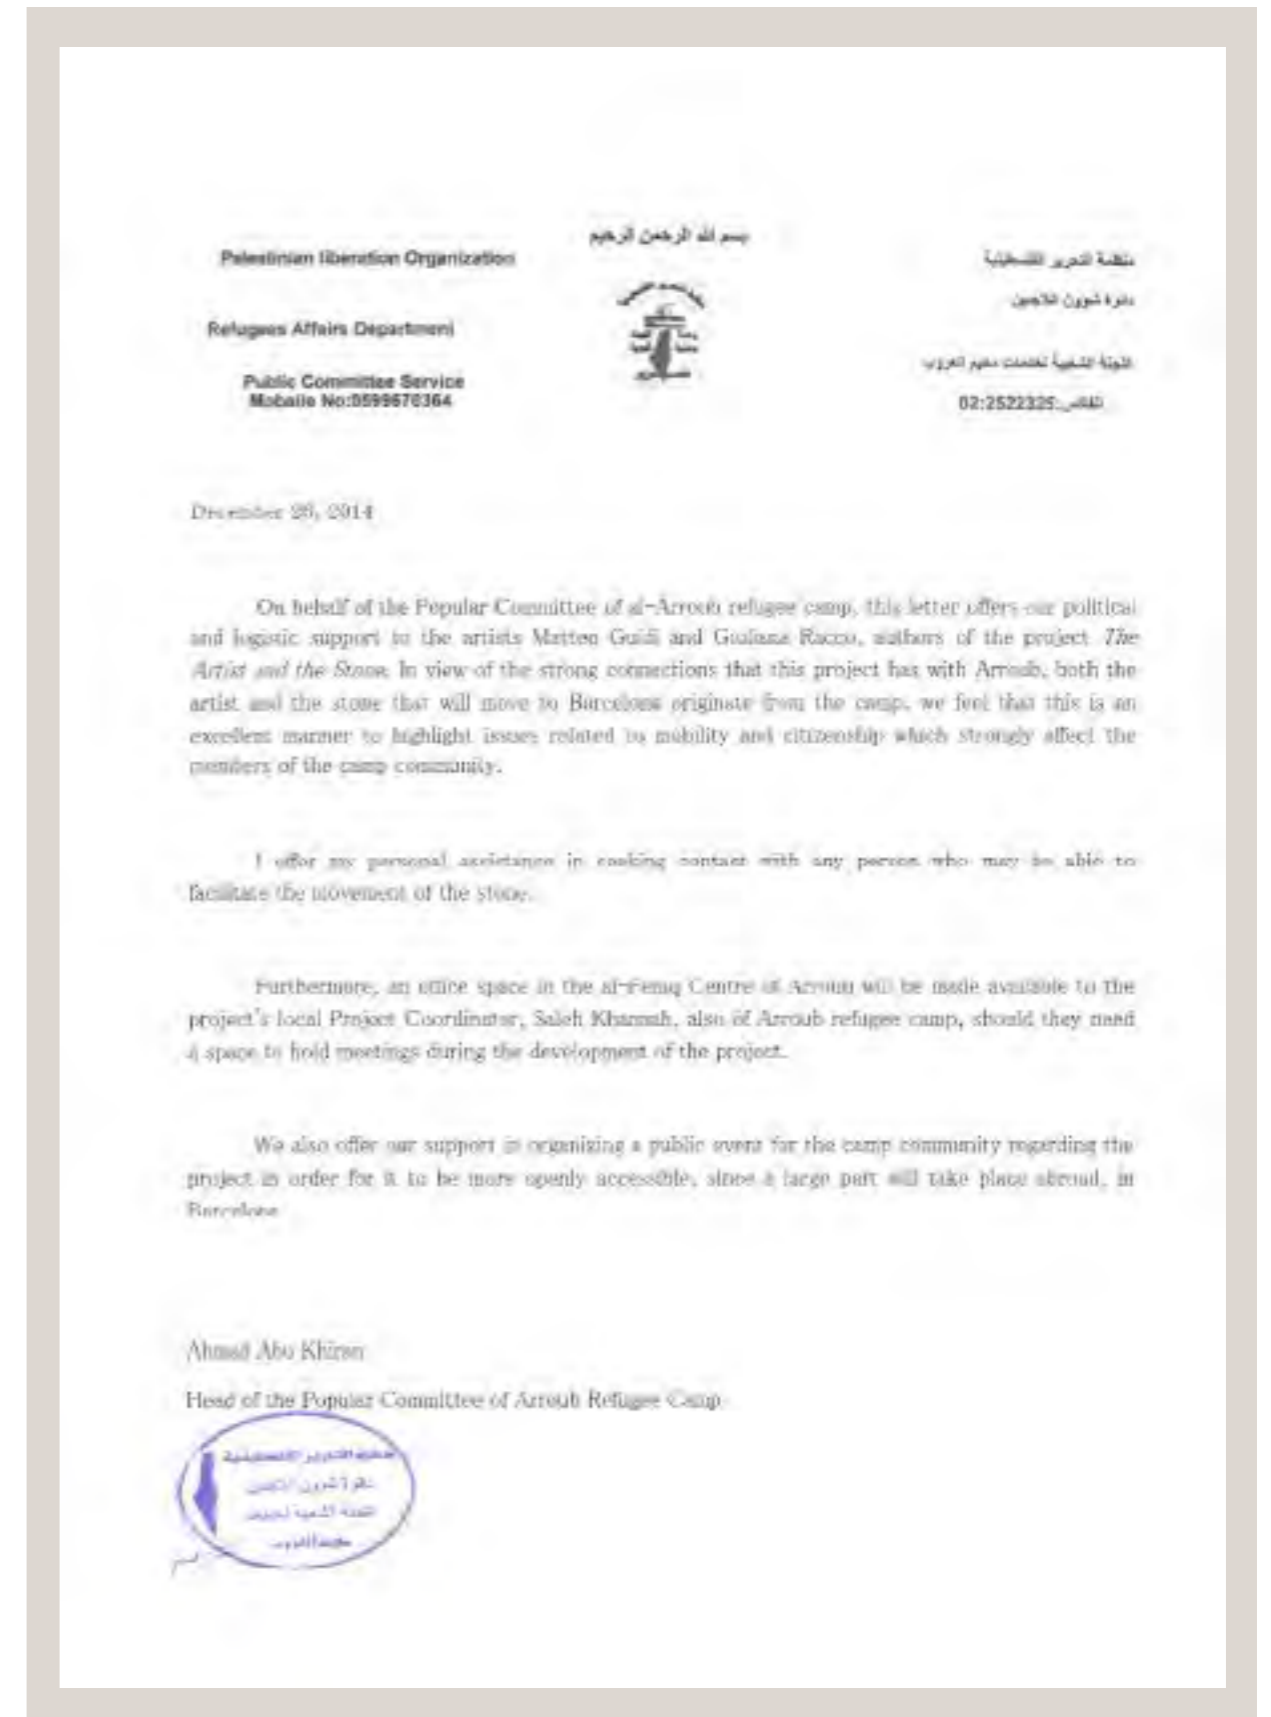 بسم الله الرحمن الرحيم
Palestinian liberation Organization
منظمة التحرير الفلسطينية
دائرة شؤون اللاجئين
Refugees Affairs Department
اللجنة الشعبية لخدمات مخيم العروب
Public Committee Service
Mobaile No:0599670364
تلفاكس:02:2522325
December 26, 2014
On behalf of the Popular Committee of al-Arroub refugee camp, this letter offers our political
and logistic support to the artists Matteo Guidi and Giuliana Racco, authors of the project The
Artist and the Stone. In view of the strong connections that this project has with Arroub, both the
artist and the stone that will move to Barcelona originate from the camp, we feel that this is an
excellent manner to highlight issues related to mobility and citizenship which strongly affect the
members of the camp community.
I offer my personal assistance in seeking contact with any person who may be able to
facilitate the movement of the stone.
Furthermore, an office space in the Centre of Arroub will be made available to the
project's local Project Coordinator, Saleh Khannah, also of Arroub refugee camp, should they need
a space to hold meetings during the development of the project.
We also offer our support in organizing a public event for the camp community regarding the
project in order for it to be more openly accessible, since a large part will take place abroad, in
Barcelona.
Ahmad Abu Khiran
Head of the Popular Committee of Arroub Refugee Camp
منظمة التحرير الفلسطينية
دائرة شؤون اللاجئين
اللجنة الشعبية لخدمات
مخيم العروب